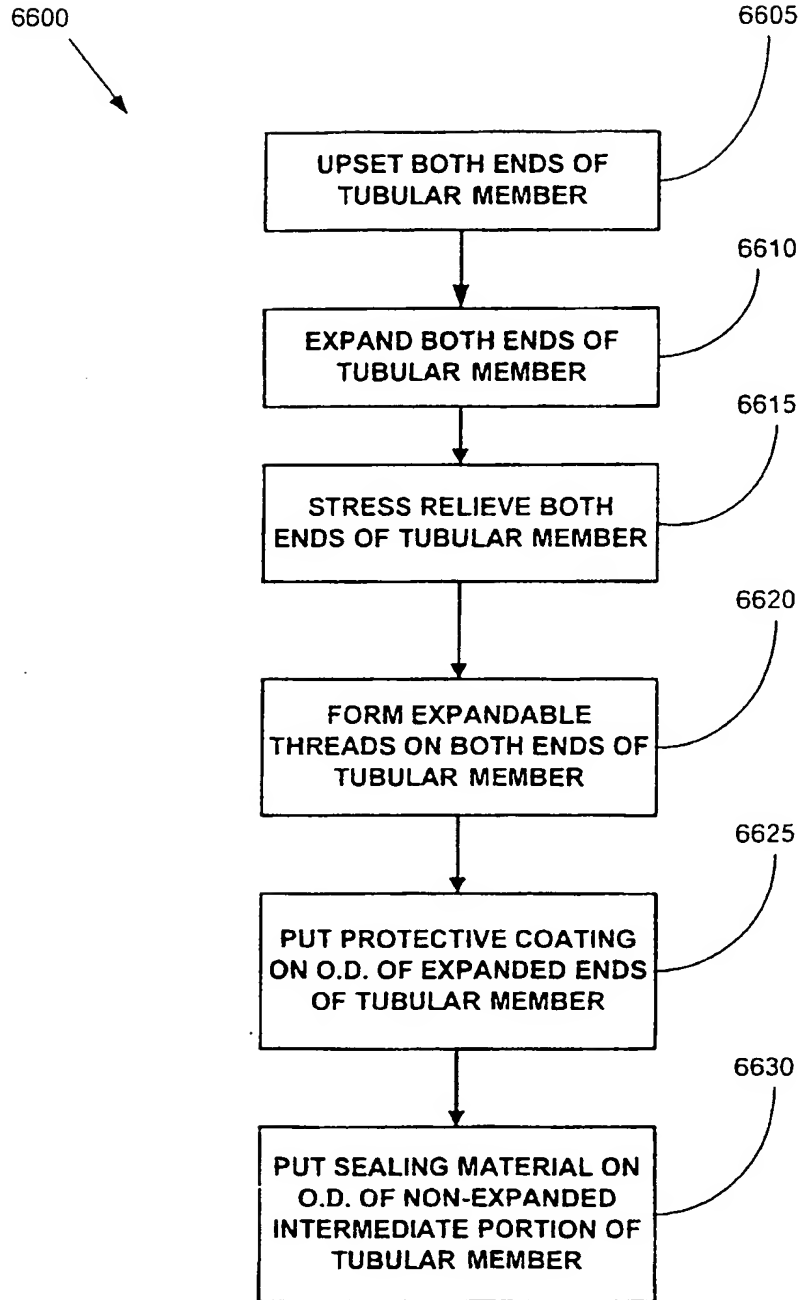 6600
6605
UPSET BOTH ENDS OF
TUBULAR MEMBER
6610
EXPAND BOTH ENDS OF
TUBULAR MEMBER
6615
STRESS RELIEVE BOTH
ENDS OF TUBULAR MEMBER
6620
FORM EXPANDABLE
THREADS ON BOTH ENDS OF
TUBULAR MEMBER
6625
PUT PROTECTIVE COATING
ON O.D. OF EXPANDED ENDS
OF TUBULAR MEMBER
6630
PUT SEALING MATERIAL ON
O.D. OF NON-EXPANDED
INTERMEDIATE PORTION OF
TUBULAR MEMBER